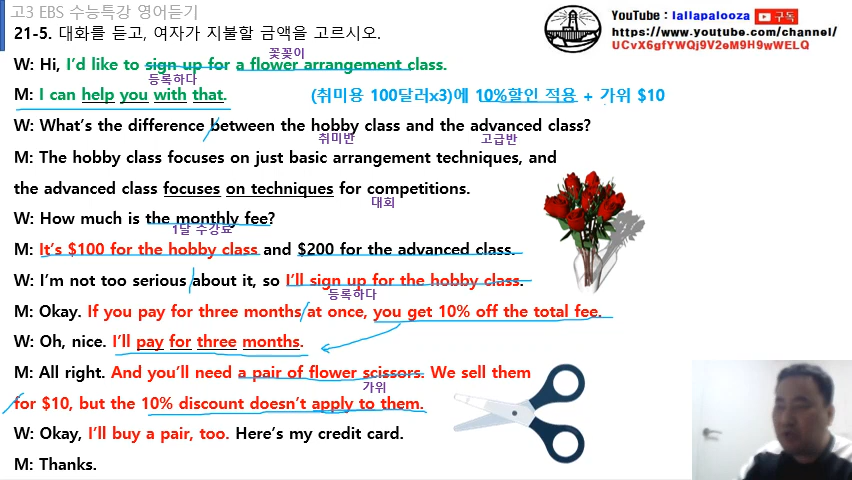 고3 EBS 수능특강 영어듣기
YouTube : lallapalooza 구독
https://www.youtube.com/channel/
UCvX6gfYWQj9V2eM9H9wWELQ
21-5. 대화를 듣고, 여자가 지불할 금액을 고르시오.
꽃꽂이
W: Hi, I'd like to sign up for a flower arrangement class.
등록하다
M: I can help you with that.
(취미용 100달러x3)에 10%할인 적용 + 가위 $10
W: What's the difference between the hobby class and the advanced class?
취미반 고급반
M: The hobby class focuses on just basic arrangement techniques, and
the advanced class focuses on techniques for competitions.
대회
W: How much is the monthly fee?
1달 수강료
M: It's $100 for the hobby class and $200 for the advanced class.
W: I'm not too serious about it, so I'll sign up for the hobby class.
등록하다
M: Okay. If you pay for three months at once, you get 10% off the total fee.
W: Oh, nice. I'll pay for three months.
M: All right. And you'll need a pair of flower scissors. We sell them
가위
for $10, but the 10% discount doesn't apply to them.
W: Okay, I'll buy a pair, too. Here's my credit card.
M: Thanks.